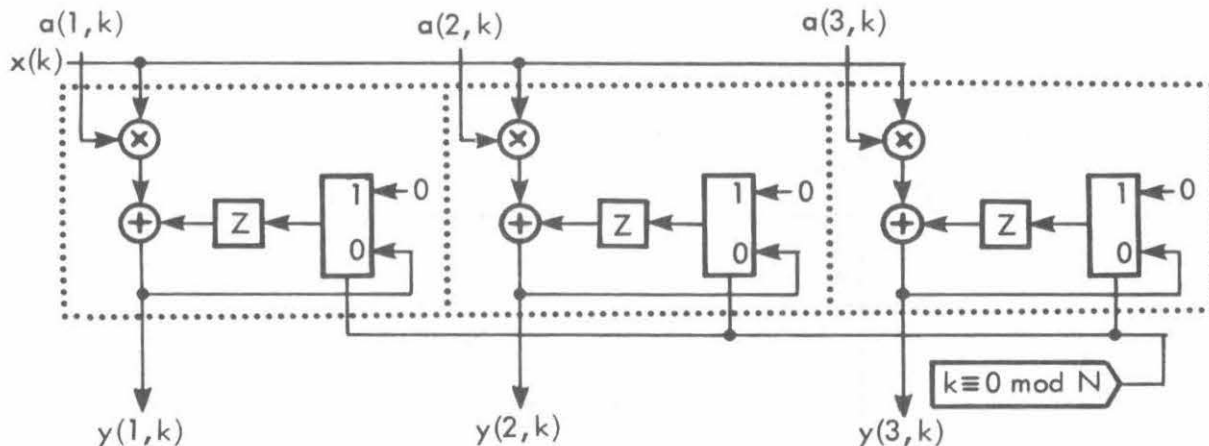 a(1,k) a(2,k) a(3,k)
x(k)
× × ×
1 0 1 0 1 0
+ Z + Z + Z
0 0 0
k≡0 mod N
y(1,k) y(2,k) y(3,k)